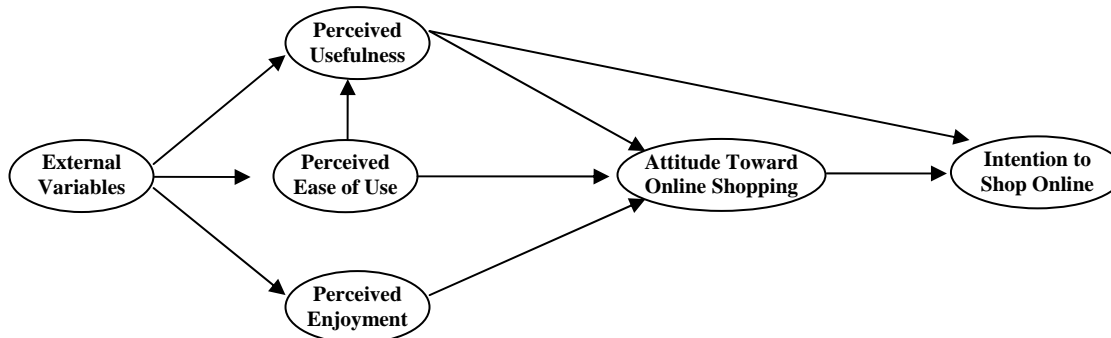 Perceived
Usefulness
External
Variables
Perceived
Ease of Use
Attitude Toward
Online Shopping
Intention to
Shop Online
Perceived
Enjoyment